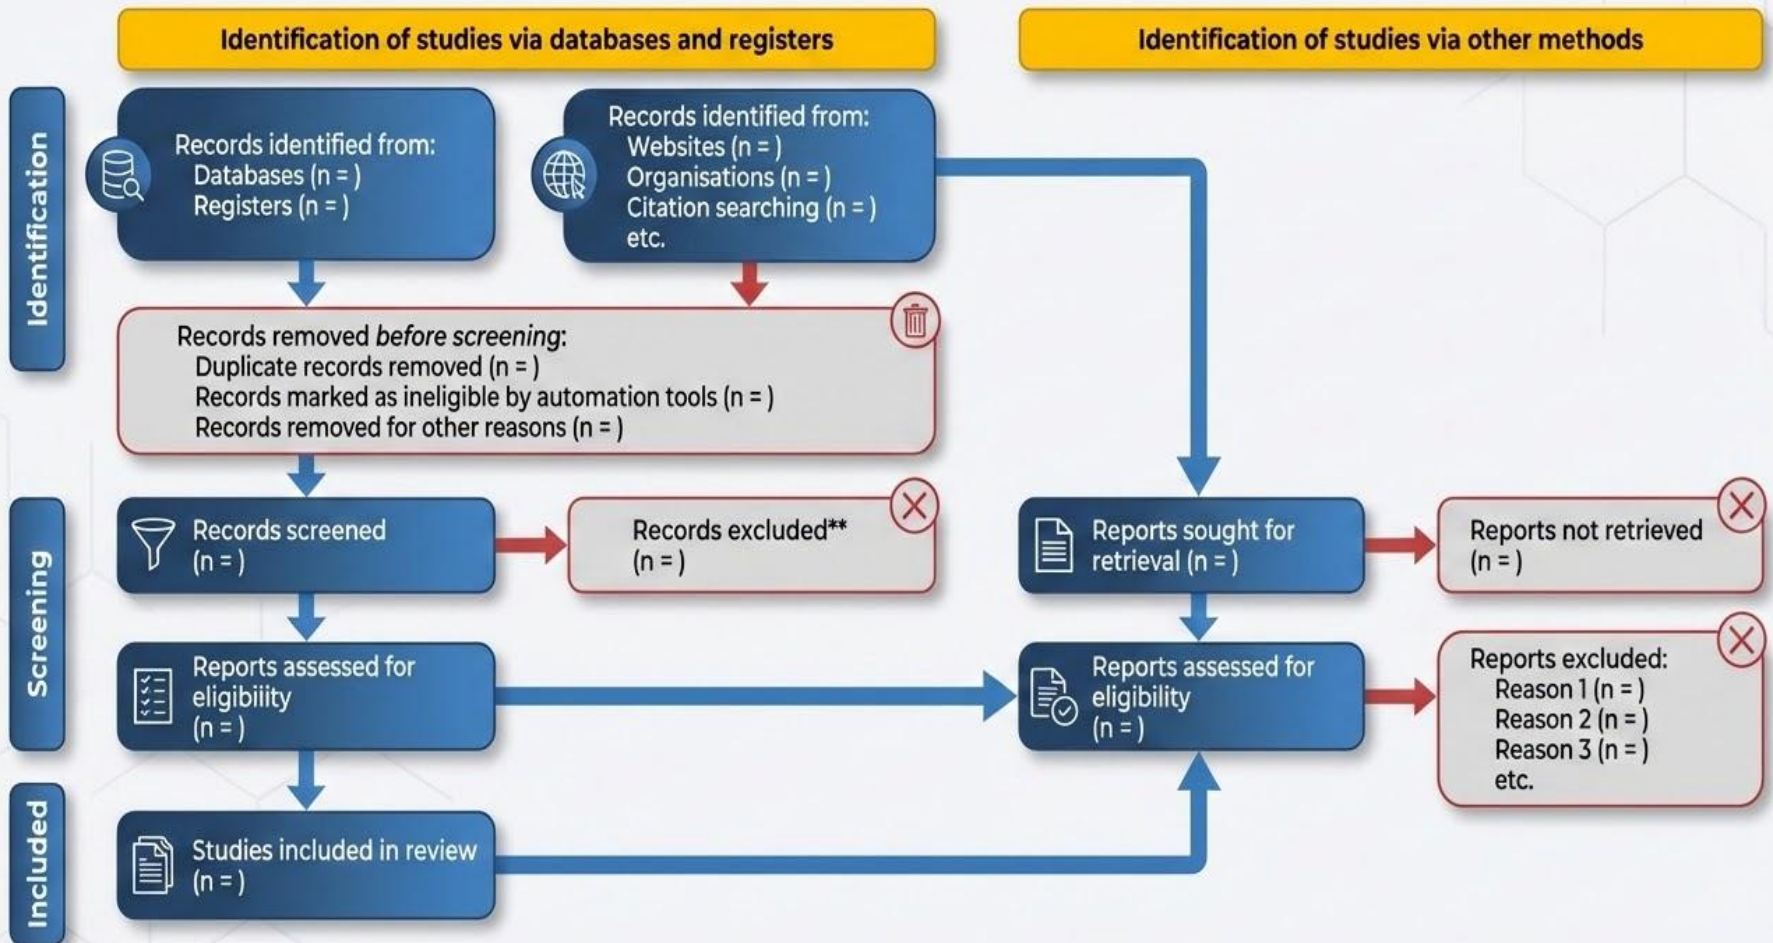 Identification of studies via databases and registers
Identification of studies via other methods
Identification
Records identified from:
Databases (n = )
Registers (n = )
Records identified from:
Websites (n = )
Organisations (n = )
Citation searching (n = )
etc.
Records removed before screening:
Duplicate records removed (n = )
Records marked as ineligible by automation tools (n = )
Records removed for other reasons (n = )
Screening
Records screened
(n = )
Records excluded**
(n = )
Reports sought for
retrieval (n = )
Reports not retrieved
(n = )
Reports assessed for
eligibility
(n = )
Reports assessed for
eligibility
(n = )
Reports excluded:
Reason 1 (n = )
Reason 2 (n = )
Reason 3 (n = )
etc.
Included
Studies included in review
(n = )